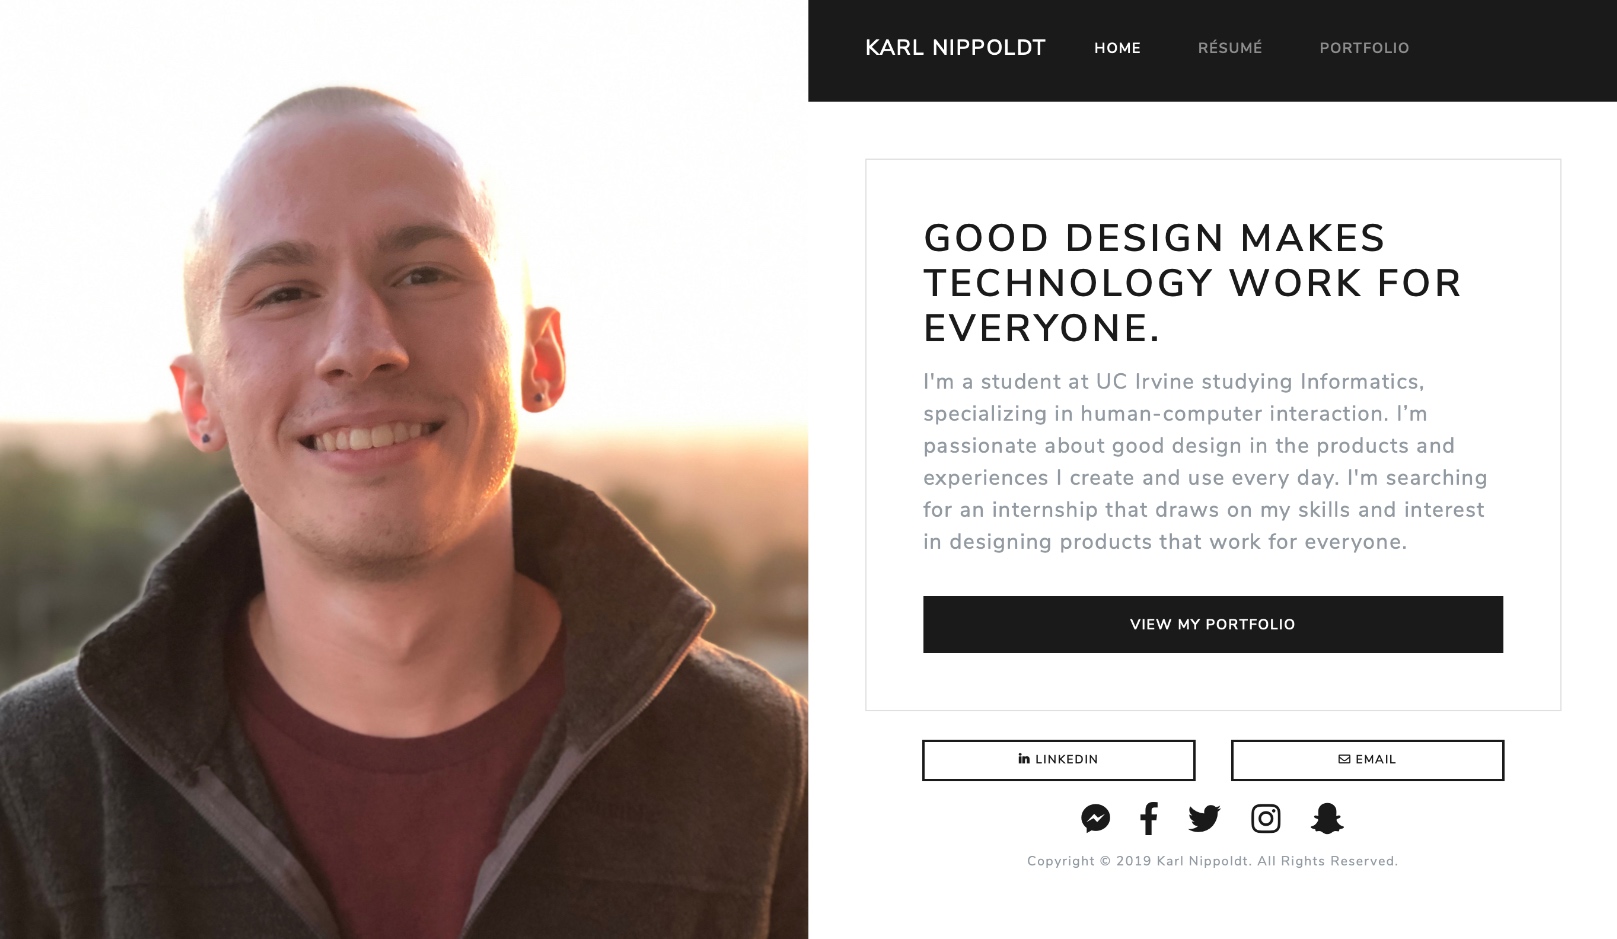 KARL NIPPOLDT HOME RÉSUMÉ PORTFOLIO
GOOD DESIGN MAKES
TECHNOLOGY WORK FOR
EVERYONE.
I'm a student at UC Irvine studying Informatics,
specializing in human-computer interaction. I'm
passionate about good design in the products and
experiences I create and use every day. I'm searching
for an internship that draws on my skills and interest
in designing products that work for everyone.
VIEW MY PORTFOLIO
in LINKEDIN EMAIL
Copyright © 2019 Karl Nippoldt. All Rights Reserved.